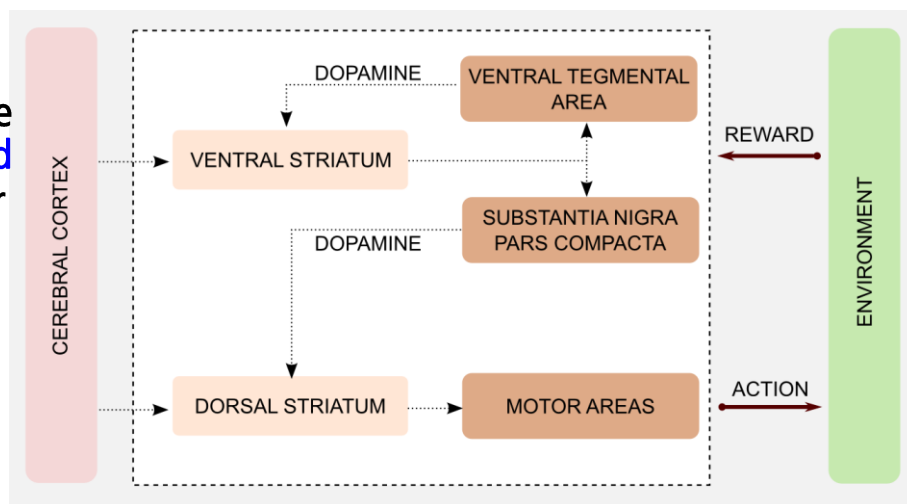 e
d
r
CEREBRAL CORTEX
DOPAMINE
VENTRAL TEGMENTAL
AREA
VENTRAL STRIATUM
SUBSTANTIA NIGRA
PARS COMPACTA
DOPAMINE
DORSAL STRIATUM
MOTOR AREAS
REWARD
ACTION
ENVIRONMENT